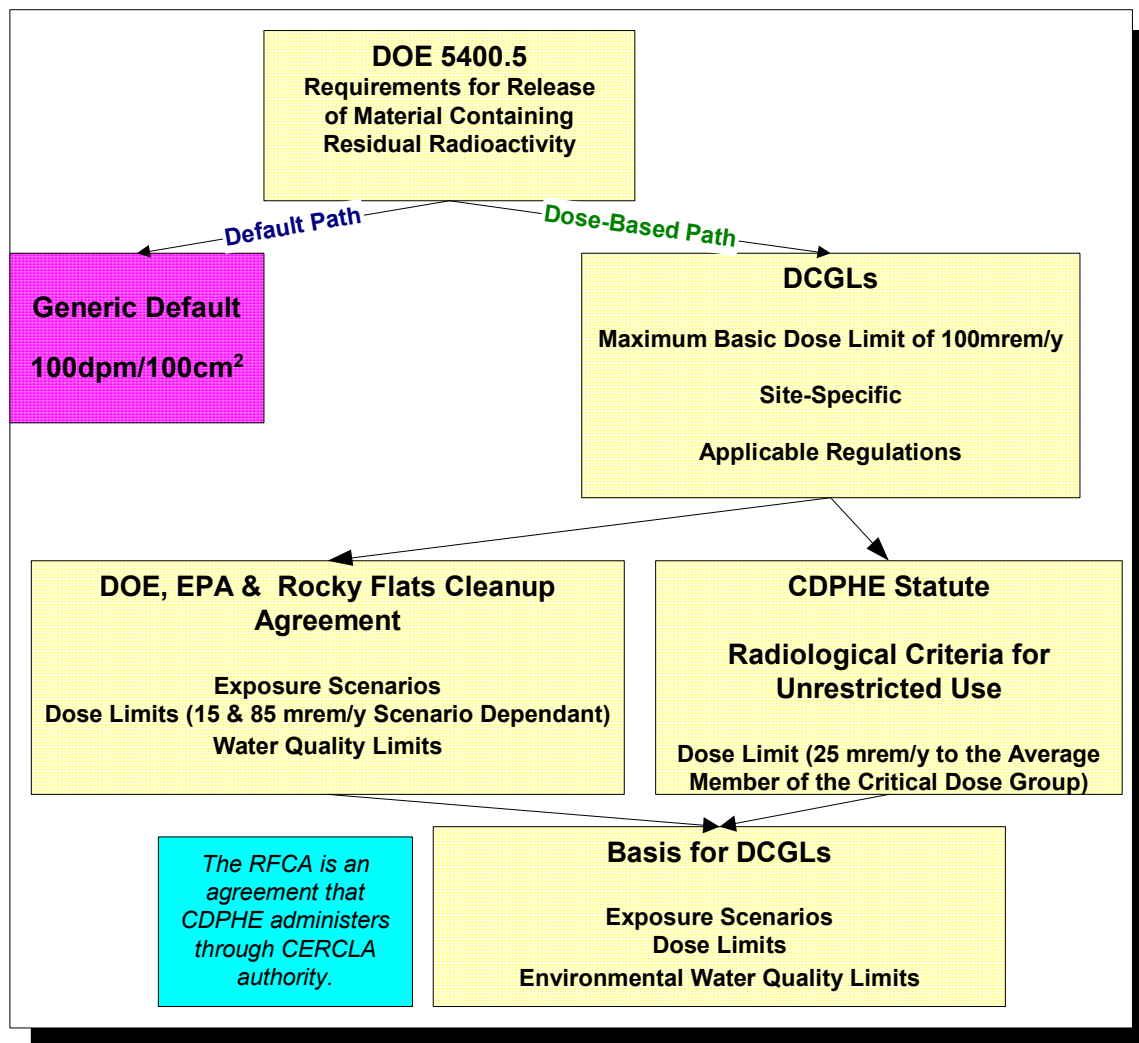 DOE 5400.5
Requirements for Release
of Material Containing
Residual Radioactivity
Default Path
Dose-Based Path
Generic Default
100dpm/100cm²
DCGLs
Maximum Basic Dose Limit of 100mrem/y
Site-Specific
Applicable Regulations
DOE, EPA & Rocky Flats Cleanup
Agreement
Exposure Scenarios
Dose Limits (15 & 85 mrem/y Scenario Dependant)
Water Quality Limits
CDPHE Statute
Radiological Criteria for
Unrestricted Use
Dose Limit (25 mrem/y to the Average
Member of the Critical Dose Group)
The RFCA is an
agreement that
CDPHE administers
through CERCLA
authority.
Basis for DCGLs
Exposure Scenarios
Dose Limits
Environmental Water Quality Limits